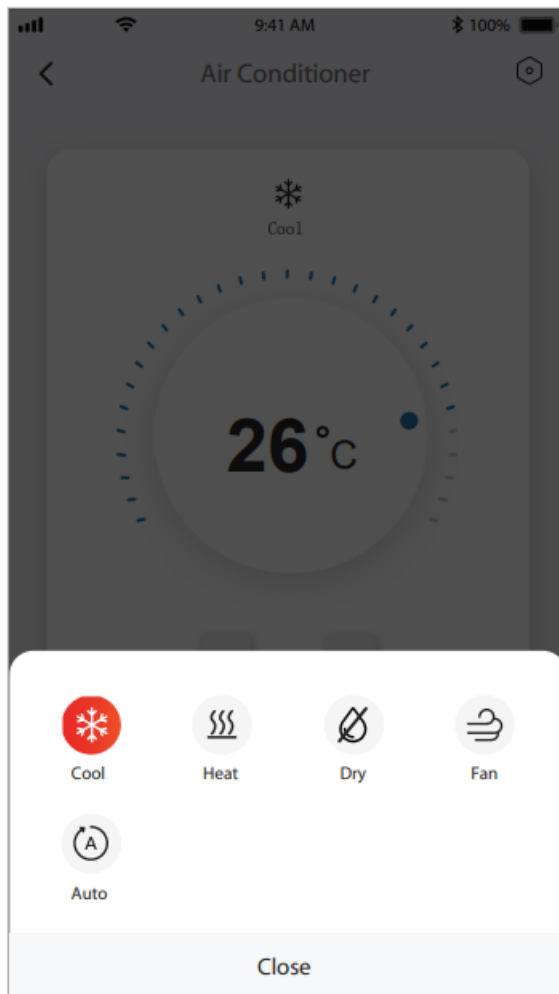 9:41 AM 100%
Air Conditioner
Cool
26°C
Cool Heat Dry Fan
A
Auto
Close